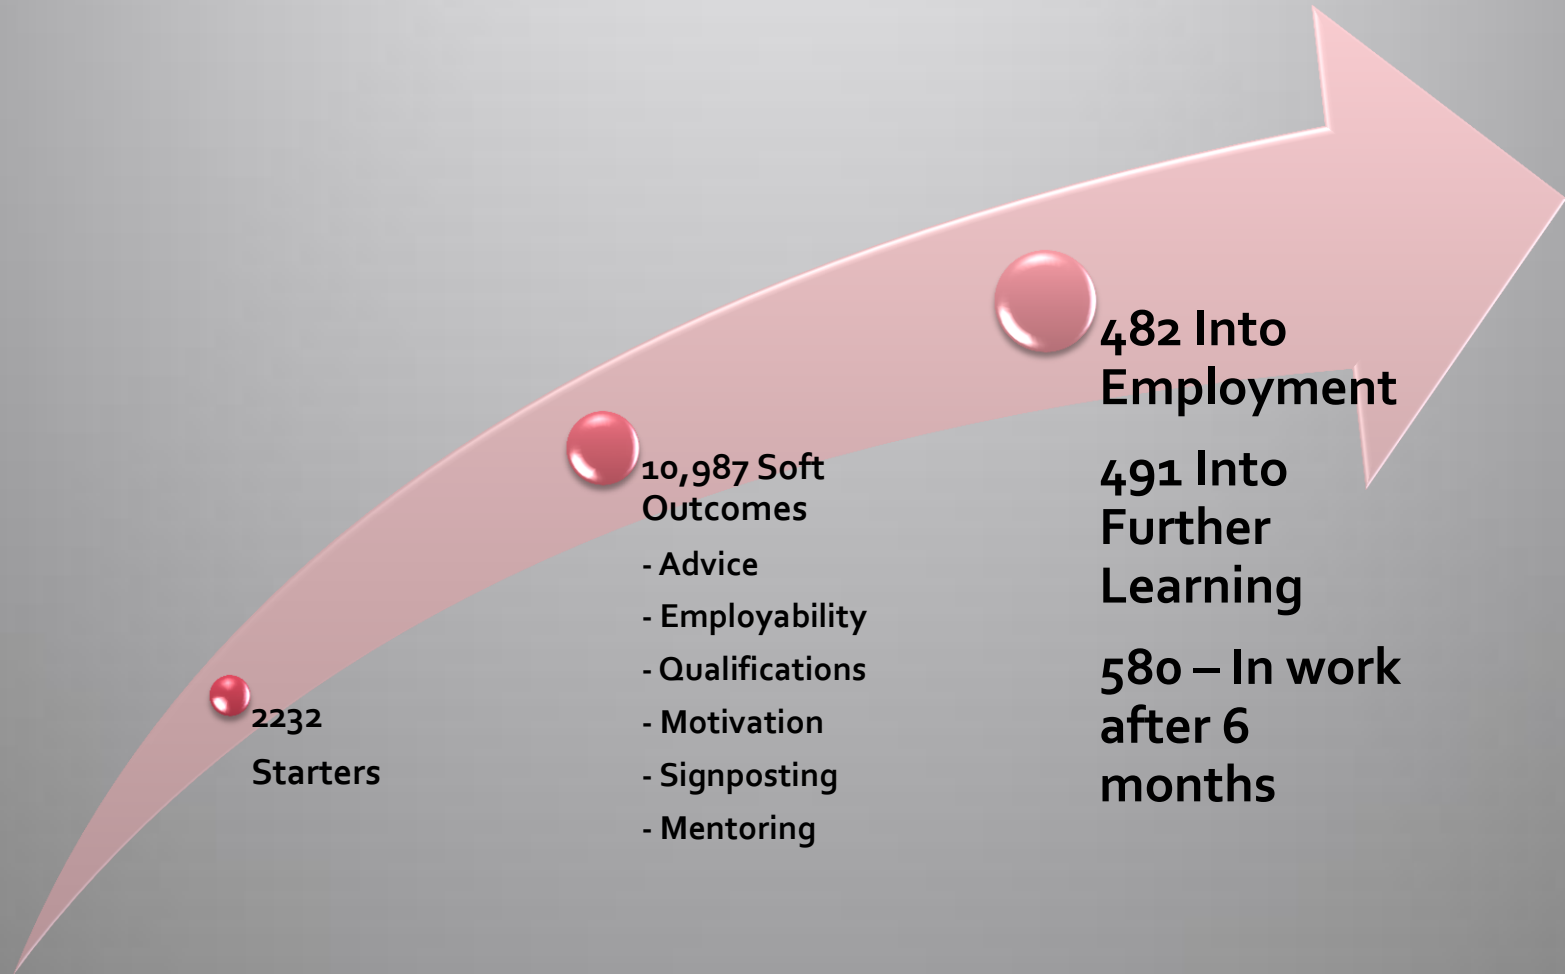 2232
Starters
10,987 Soft
Outcomes
- Advice
- Employability
- Qualifications
- Motivation
- Signposting
- Mentoring
482 Into
Employment
491 Into
Further
Learning
580 – In work
after 6
months